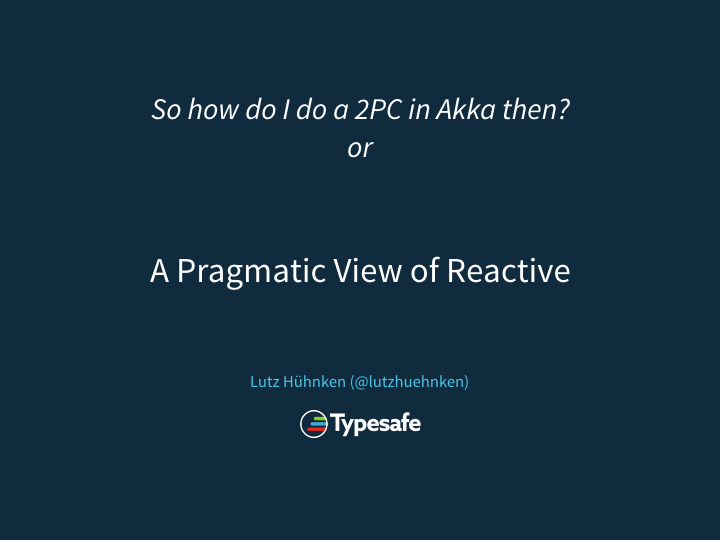 So how do I do a 2PC in Akka then?
or
A Pragmatic View of Reactive
Lutz Hühnken (@lutzhuehnken)
Typesafe